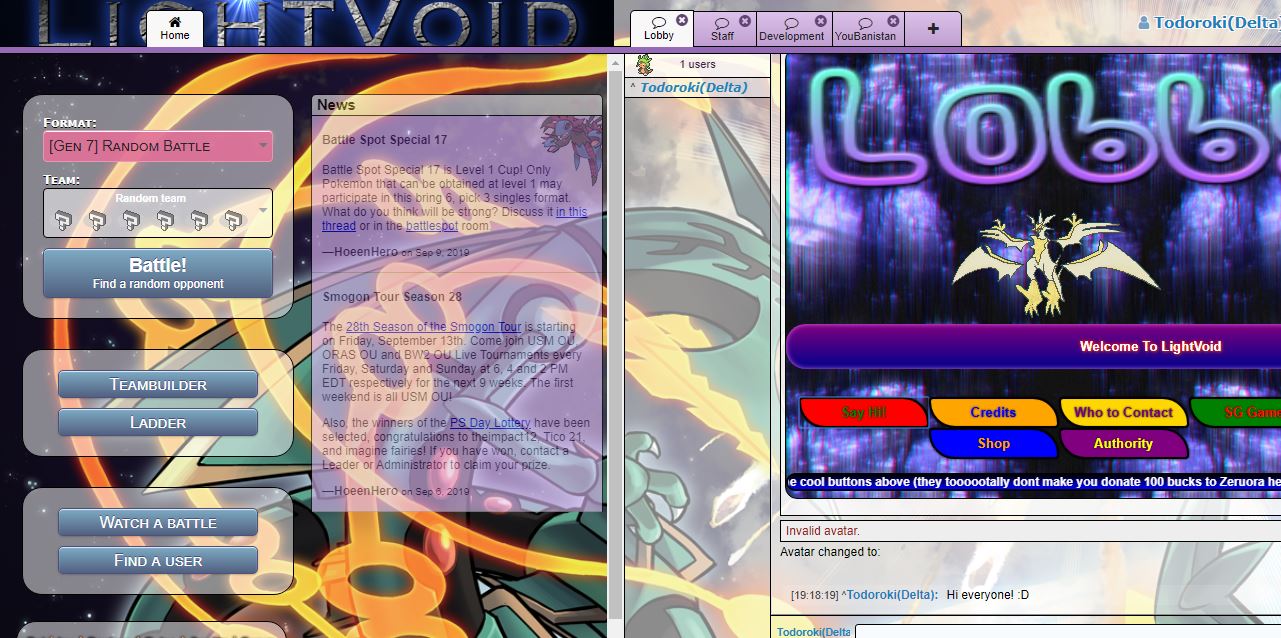 LIGHTVOID
Home
Lobby
Staff
Development
YouBanistan
+
Todoroki(Delta)
Format:
[Gen 7] Random Battle
Team:
Random team
Battle!
Find a random opponent
Teambuilder
Ladder
Watch a battle
Find a user
News
Battle Spot Special 17
Battle Spot Special 17 is Level 1 Cup! Only
Pokemon that can be obtained at level 1 may
participate in this bring 6, pick 3 singles format.
What do you think will be strong? Discuss it in this
thread or in the battlespot room!
—HoeenHero on Sep 9, 2019
Smogon Tour Season 28
The 28th Season of the Smogon Tour is starting
on Friday, September 13th. Come join USM OU,
ORAS OU and BW2 OU Live Tournaments every
Friday, Saturday and Sunday at 6, 4 and 2 PM
EDT respectively for the next 9 weeks. The first
weekend is all USM OU!
Also, the winners of the PS Day Lottery have been
selected, congratulations to theimpact12, Tico 21,
and imagine fairies! If you have won, contact a
Leader or Administrator to claim your prize.
—HoeenHero on Sep 6, 2019
1 users
^ Todoroki(Delta)
Lobb
Welcome To LightVoid
Say Hi!
Credits
Who to Contact
SG Game
Shop
Authority
e cool buttons above (they toooootally dont make you donate 100 bucks to Zeruora he
Invalid avatar.
Avatar changed to:
[19:18:19] ^Todoroki(Delta): Hi everyone! :D
Todoroki(Delta